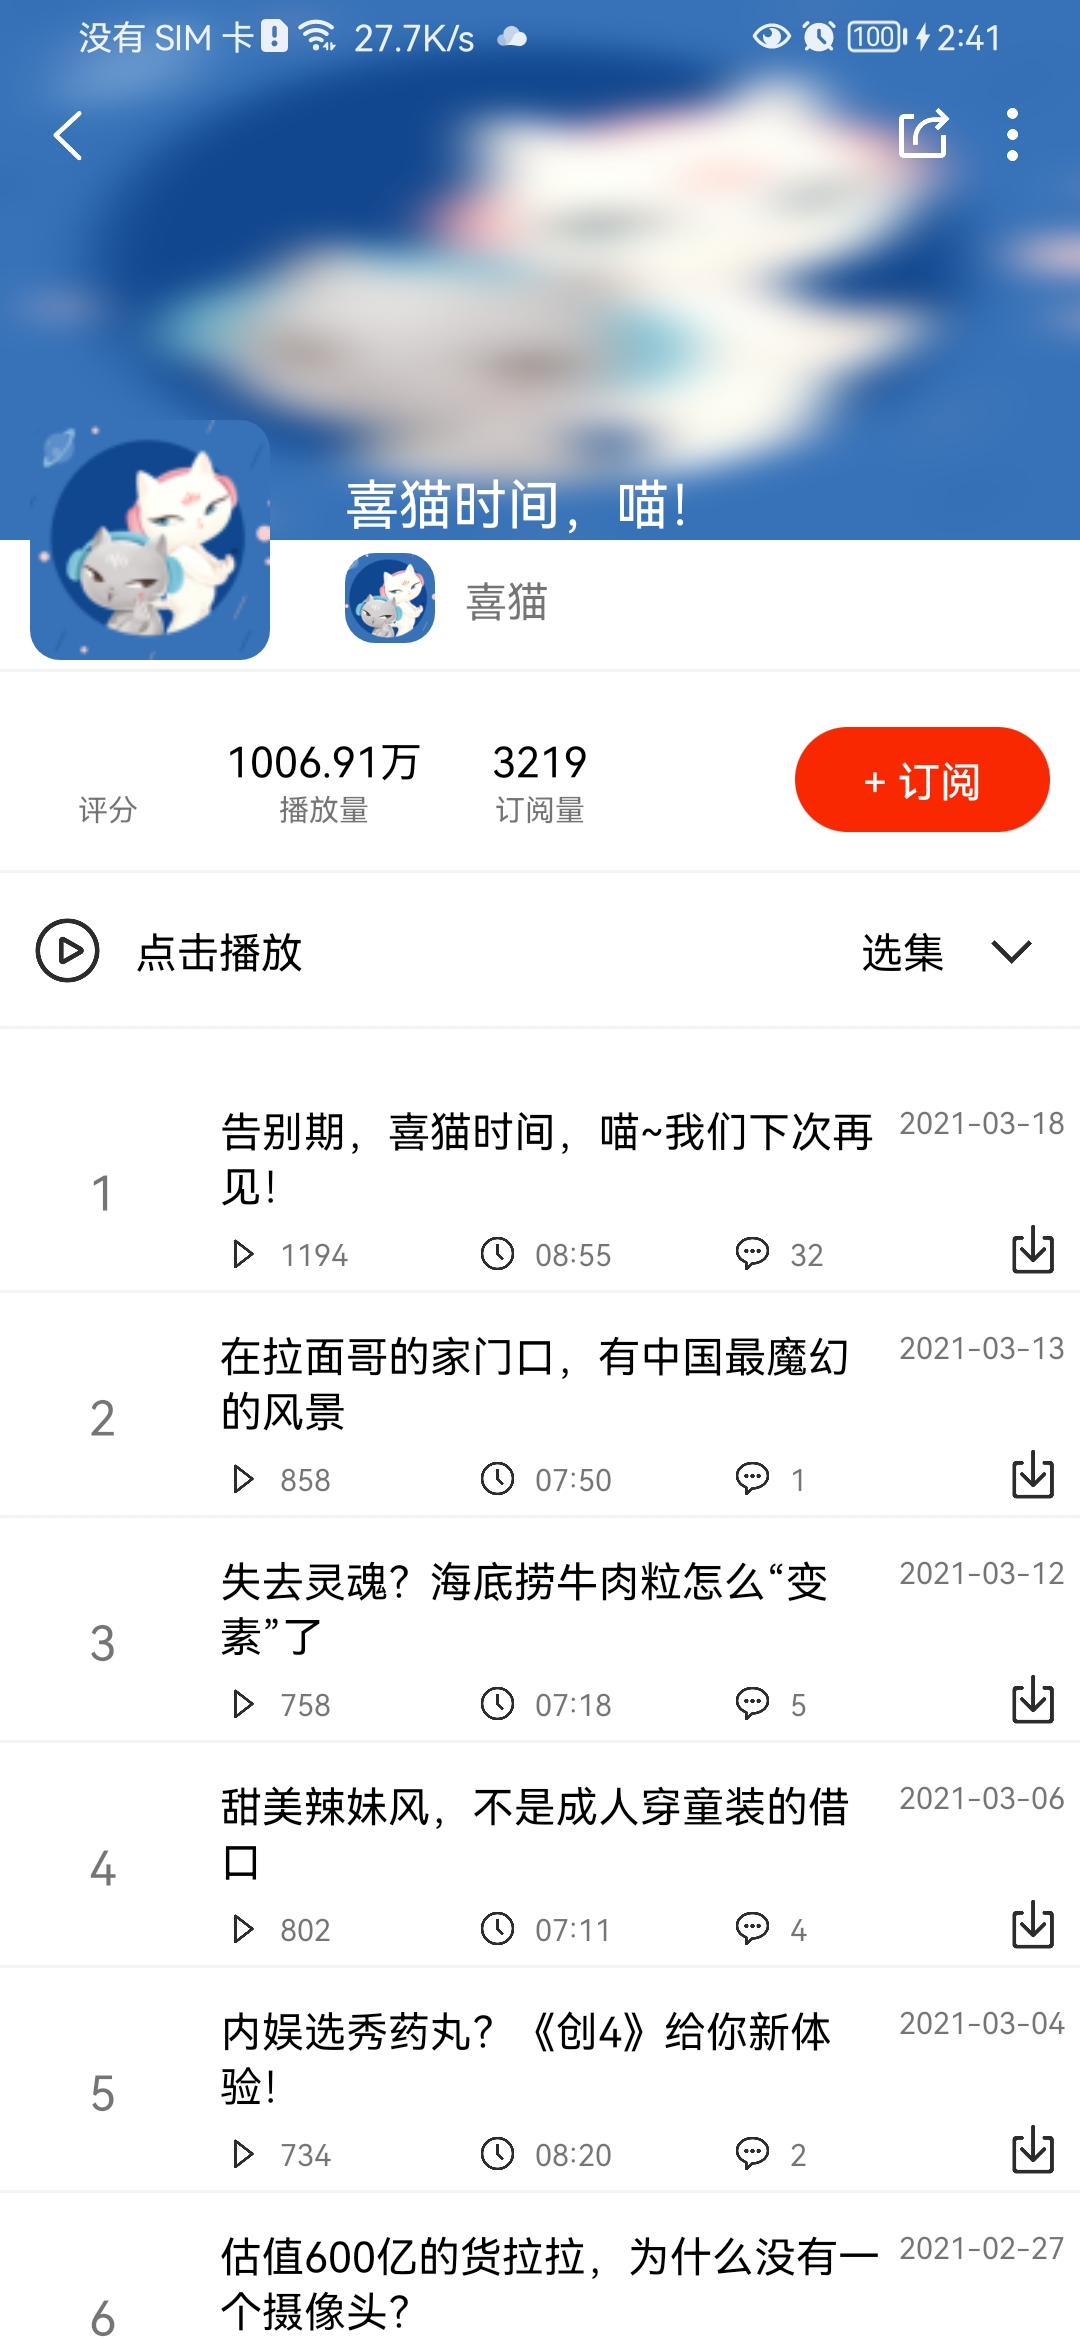 没有 SIM 卡 27.7K/s 100 2:41
喜猫时间，喵！
喜猫
1006.91万 3219
评分 播放量 订阅量
+ 订阅
点击播放 选集
告别期，喜猫时间，喵~我们下次再 2021-03-18
见！
1
1194 08:55 32
在拉面哥的家门口，有中国最魔幻 2021-03-13
的风景
2
858 07:50 1
失去灵魂？海底捞牛肉粒怎么“变 2021-03-12
素”了
3
758 07:18 5
甜美辣妹风，不是成人穿童装的借 2021-03-06
口
4
802 07:11 4
内娱选秀药丸？《创4》给你新体 2021-03-04
验！
5
734 08:20 2
估值600亿的货拉拉，为什么没有一 2021-02-27
个摄像头？
6